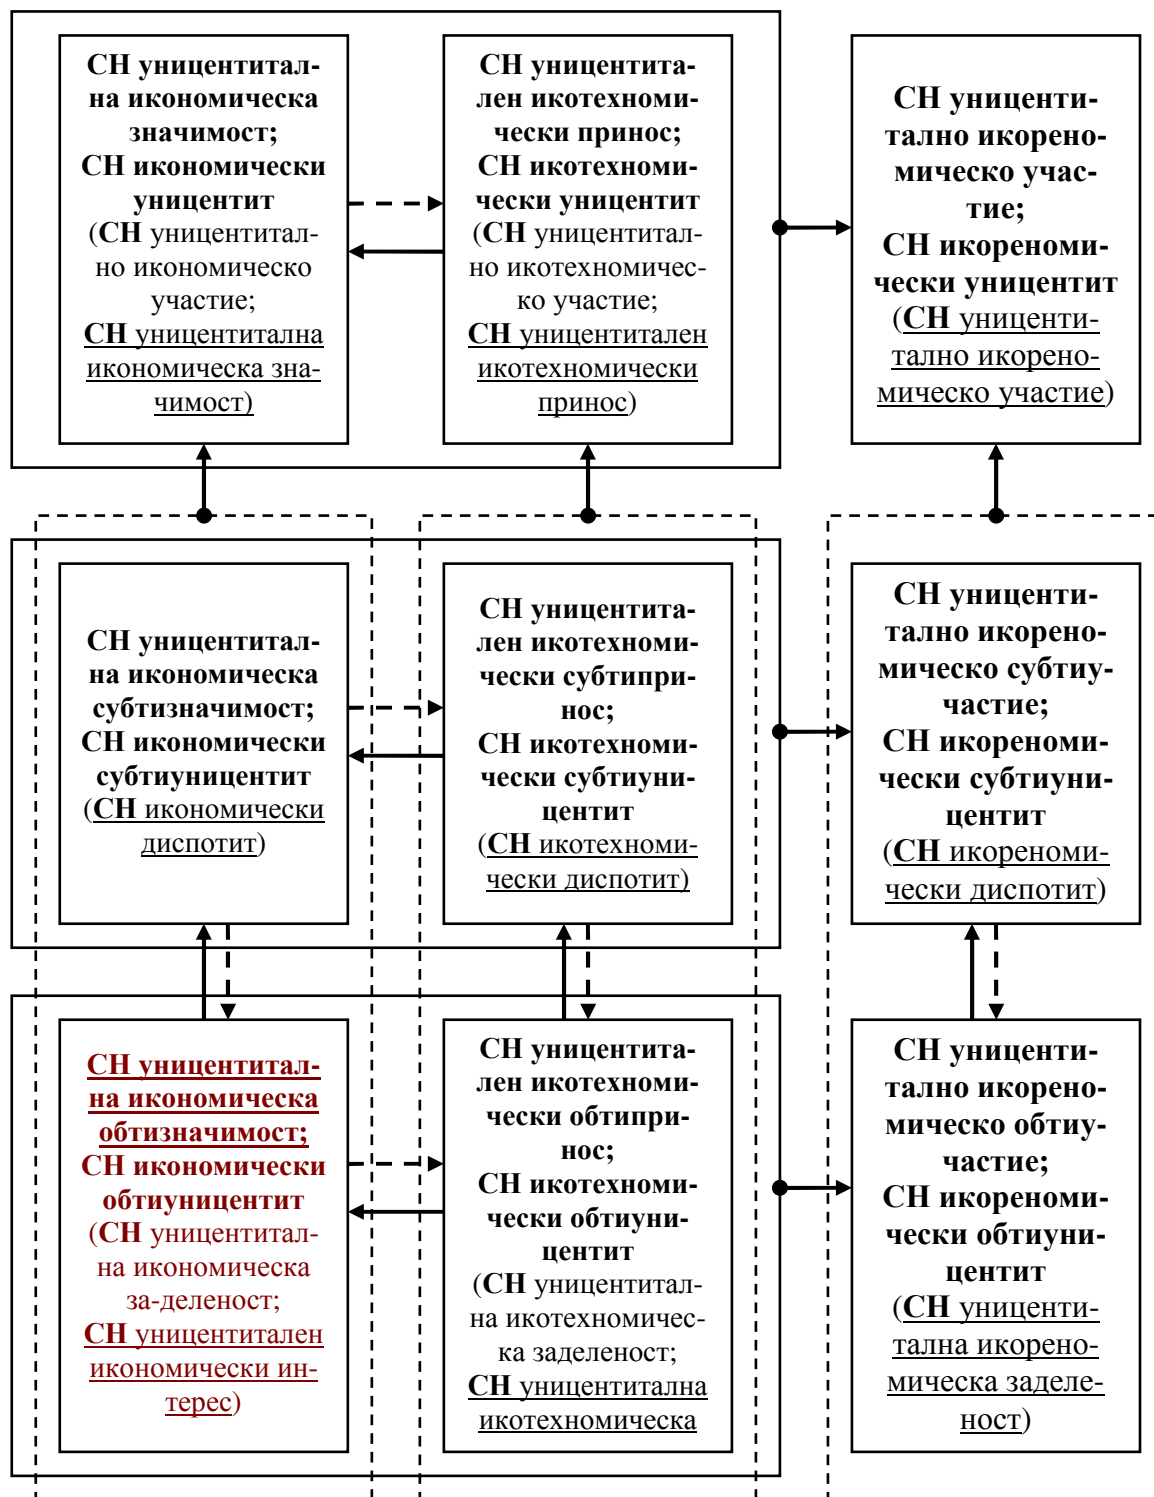 СН уницентитал-
на икономическа
значимост;
СН икономически
уницентит
(СН уницентитал-
но икономическо
участие;
СН уницентитална
икономическа зна-
чимост)
СН уницентита-
лен икотехноми-
чески принос;
СН икотехноми-
чески уницентит
(СН уницентитал-
но икотехномичес-
ко участие;
СН уницентитален
икотехномически
принос)
СН униценти-
тално икорено-
мическо учас-
тие;
СН икореноми-
чески уницентит
(СН униценти-
тално икорено-
мическо участие)
СН уницентитал-
на икономическа
субтизначимост;
СН икономически
субтиуницентит
(СН икономически
диспотит)
СН уницентита-
лен икотехноми-
чески субтипри-
нос;
СН икотехноми-
чески субтиуни-
центит
(СН икотехноми-
чески диспотит)
СН униценти-
тално икорено-
мическо субтиу-
частие;
СН икореноми-
чески субтиуни-
центит
(СН икореноми-
чески диспотит)
СН уницентитал-
на икономическа
обтизначимост;
СН икономически
обтиуницентит
(СН уницентитал-
на икономическа
за-деленост;
СН уницентитален
икономически ин-
терес)
СН уницентита-
лен икотехноми-
чески обтипри-
нос;
СН икотехноми-
чески обтиуни-
центит
(СН уницентитал-
на икотехномичес-
ка заделеност;
СН уницентитална
икотехномическа
СН униценти-
тално икорено-
мическо обтиу-
частие;
СН икореноми-
чески обтиуни-
центит
(СН униценти-
тална икорено-
мическа заделе-
ност)